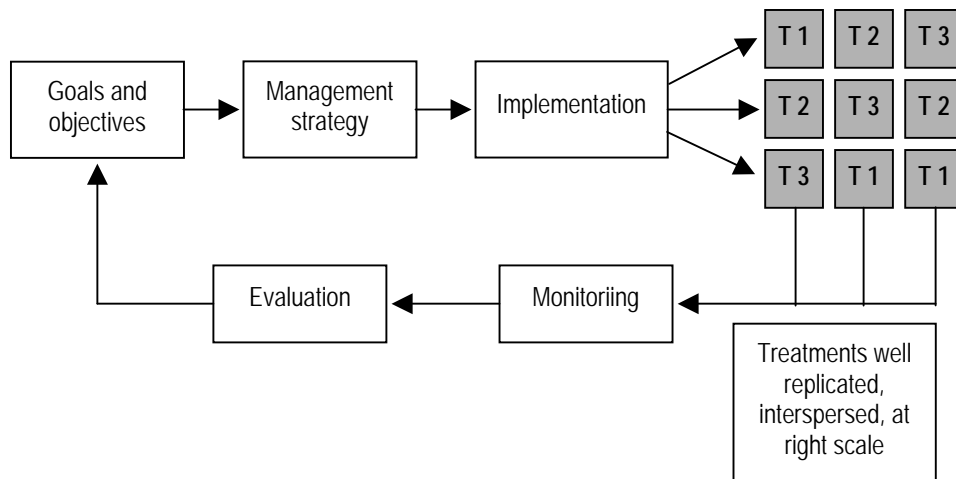 Goals and
objectives
Management
strategy
Implementation
T 1 T 2 T 3
T 2 T 3 T 2
T 3 T 1 T 1
Evaluation
Monitoriing
Treatments well
replicated,
interspersed, at
right scale